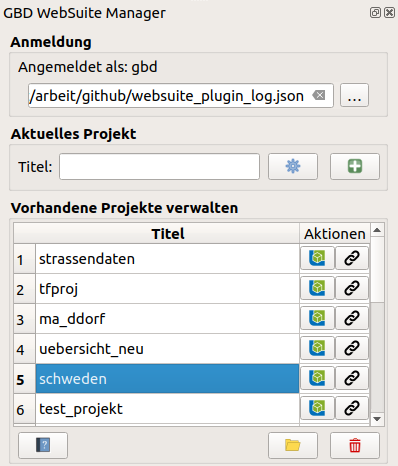 GBD WebSuite Manager
Anmeldung
Angemeldet als: gbd
/arbeit/github/websuite_plugin_log.json
...
Aktuelles Projekt
Titel:
Vorhandene Projekte verwalten
Titel Aktionen
1 strassendaten
2 tfproj
3 ma_ddorf
4 uebersicht_neu
5 schweden
6 test_projekt